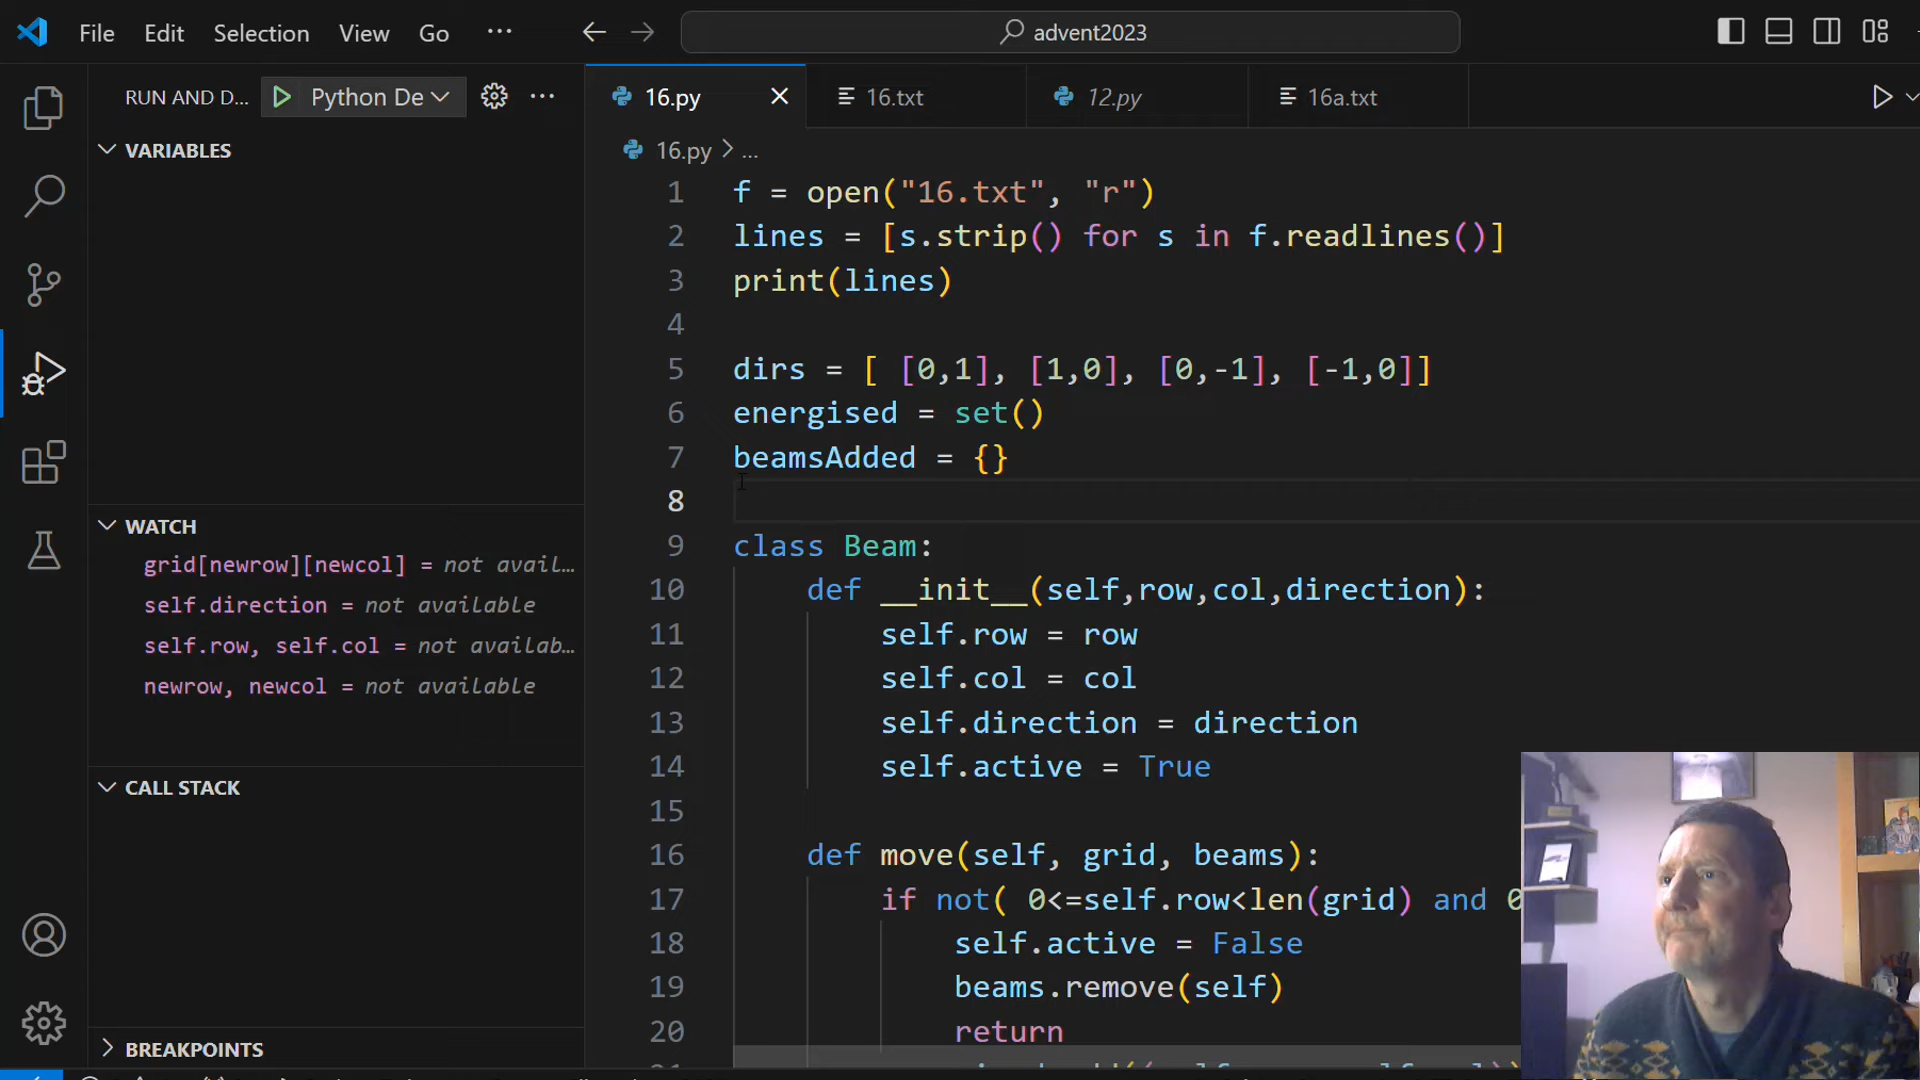 File Edit Selection View Go ··· advent2023
RUN AND D... Python De
16.py 16.txt 12.py 16a.txt
16.py > ...
VARIABLES
WATCH
grid[newrow][newcol] = not avail...
self.direction = not available
self.row, self.col = not availab...
newrow, newcol = not available
CALL STACK
BREAKPOINTS
1 f = open("16.txt", "r")
2 lines = [s.strip() for s in f.readlines()]
3 print(lines)
4
5 dirs = [ [0,1], [1,0], [0,-1], [-1,0]]
6 energised = set()
7 beamsAdded = {}
8
9 class Beam:
10 def __init__(self,row,col,direction):
11 self.row = row
12 self.col = col
13 self.direction = direction
14 self.active = True
15
16 def move(self, grid, beams):
17 if not( 0<=self.row<len(grid) and 0
18 self.active = False
19 beams.remove(self)
20 return